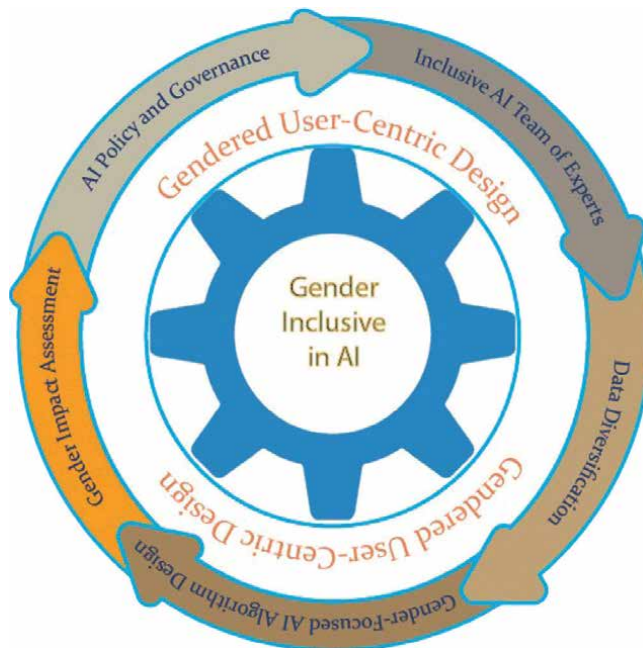 AI Policy and Governance
Inclusive AI Team of Experts
Data Diversification
Gender-Focused AI Algorithm Design
Gender Impact Assessment
Gendered User-Centric Design
Gender
Inclusive
in AI
Gendered User-Centric Design